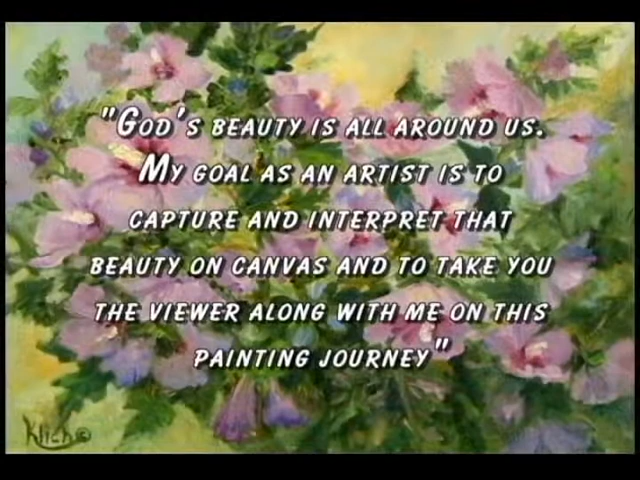 "God's beauty is all around us.
My goal as an artist is to
capture and interpret that
beauty on canvas and to take you
the viewer along with me on this
painting journey"
Klich©